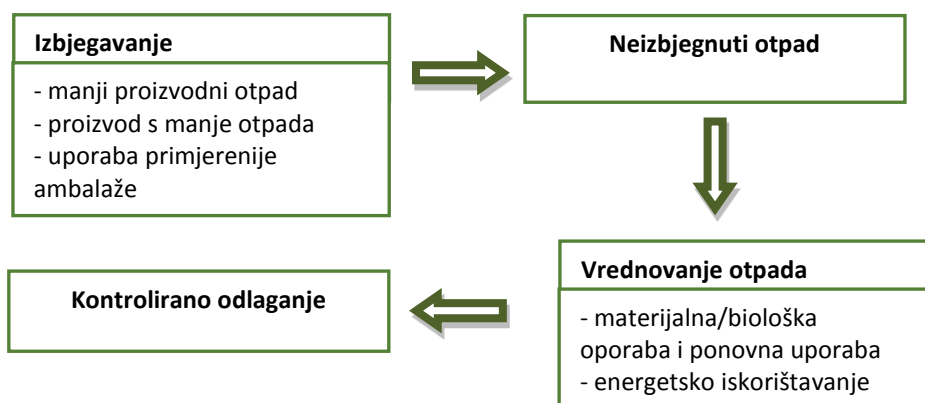 Izbjegavanje
- manji proizvodni otpad
- proizvod s manje otpada
- uporaba primjerenije
ambalaže
Neizbjegnuti otpad
Vrednovanje otpada
- materijalna/biološka
oporaba i ponovna uporaba
- energetsko iskorištavanje
Kontrolirano odlaganje